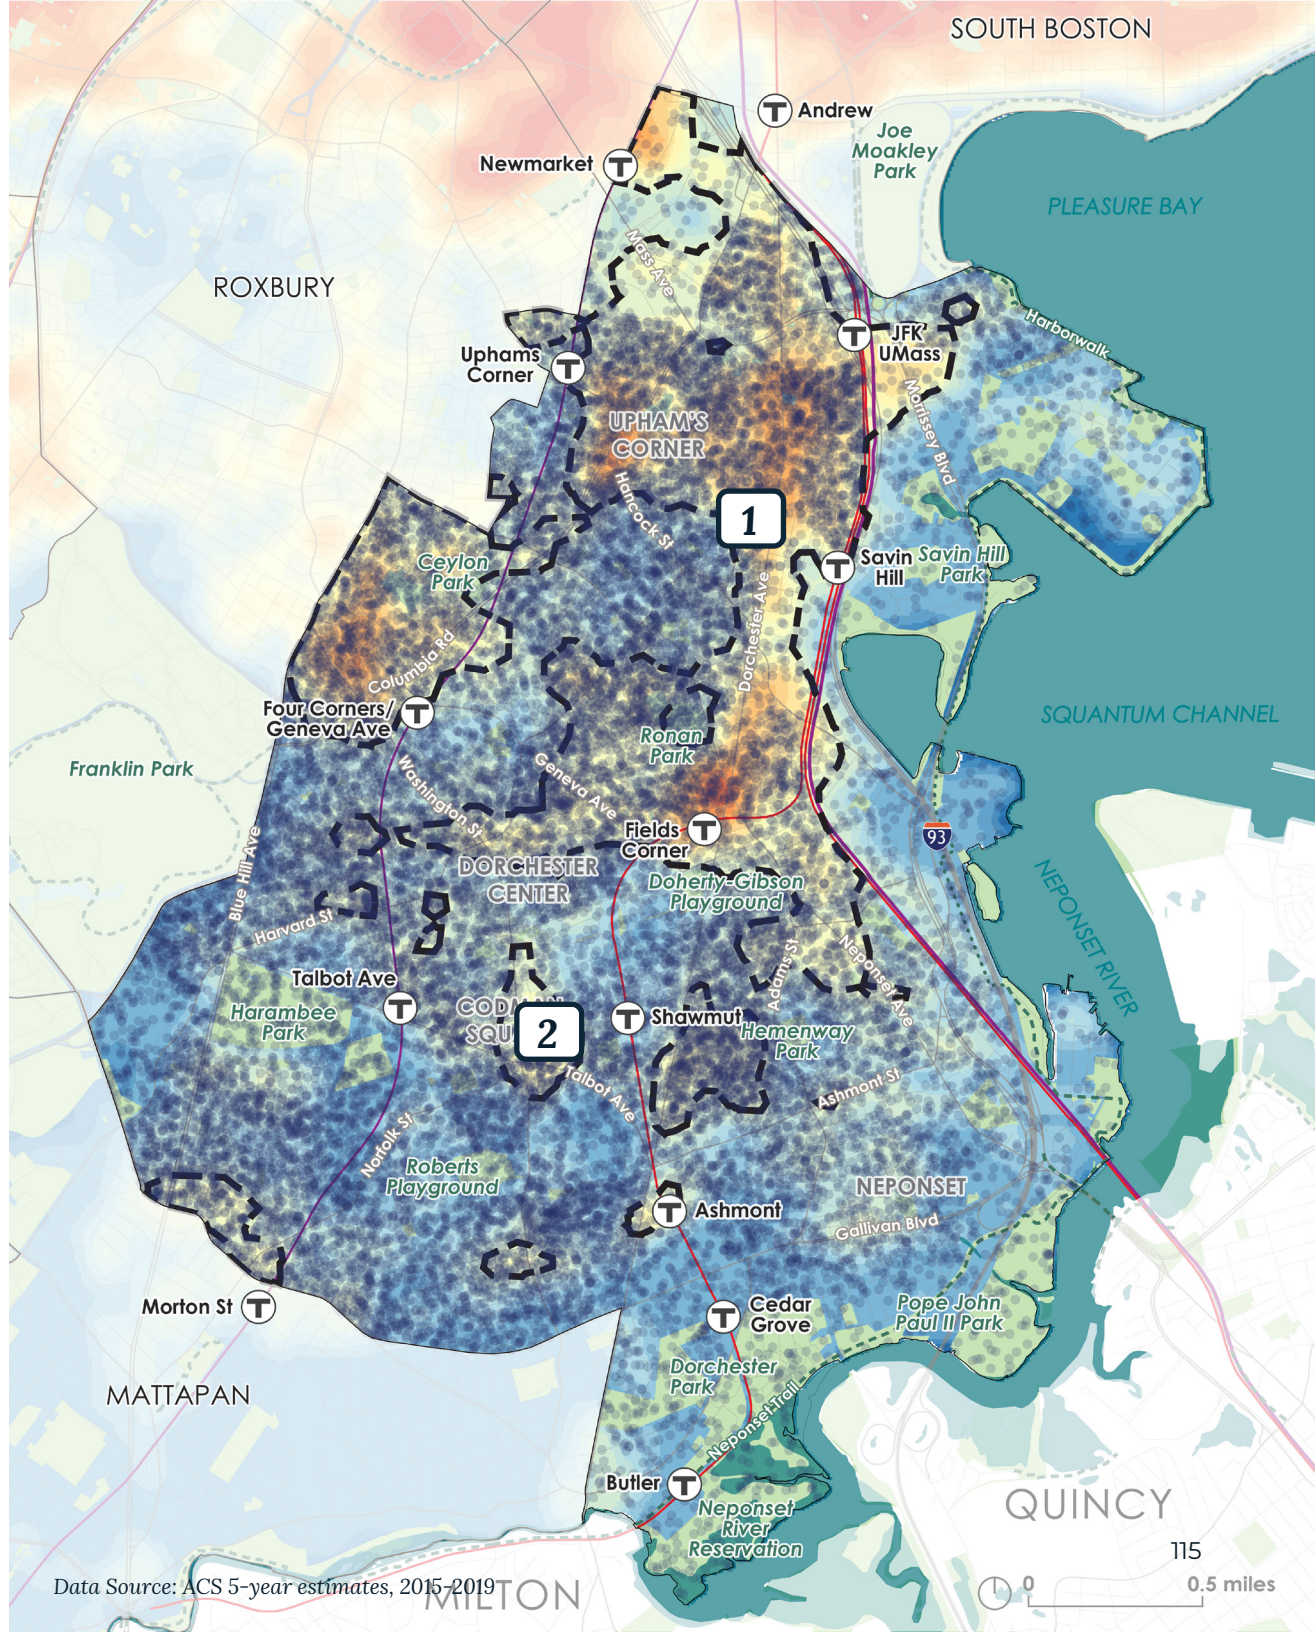 SOUTH BOSTON
Andrew
Joe
Moakley
Park
Newmarket
PLEASURE BAY
Mass Ave
ROXBURY
Harborwalk
JFK
UMass
Uphams
Corner
Morrissey Blvd
UPHAM'S
CORNER
Hancock St
1
Savin
Hill
Savin Hill
Park
Ceylon
Park
Dorchester Ave
Columbia Rd
Four Corners/
Geneva Ave
SQUANTUM CHANNEL
Ronan
Park
Franklin Park
Washington St
Geneva Ave
Fields
Corner
93
Blue Hill Ave
DORCHESTER
CENTER
Doherty-Gibson
Playground
NEPONSET RIVER
Harvard St
Adams St
Neponset Ave
Talbot Ave
Harambee
Park
2
Shawmut
Hemenway
Park
Talbot Ave
Ashmont St
Norfolk St
Roberts
Playground
NEPONSET
Ashmont
Gallivan Blvd
Morton St
Cedar
Grove
Pope John
Paul II Park
Dorchester
Park
MATTAPAN
Neponset Trail
Butler
Neponset
River
Reservation
QUINCY
115
Data Source: ACS 5-year estimates, 2015-2019
MILTON
0
0.5 miles